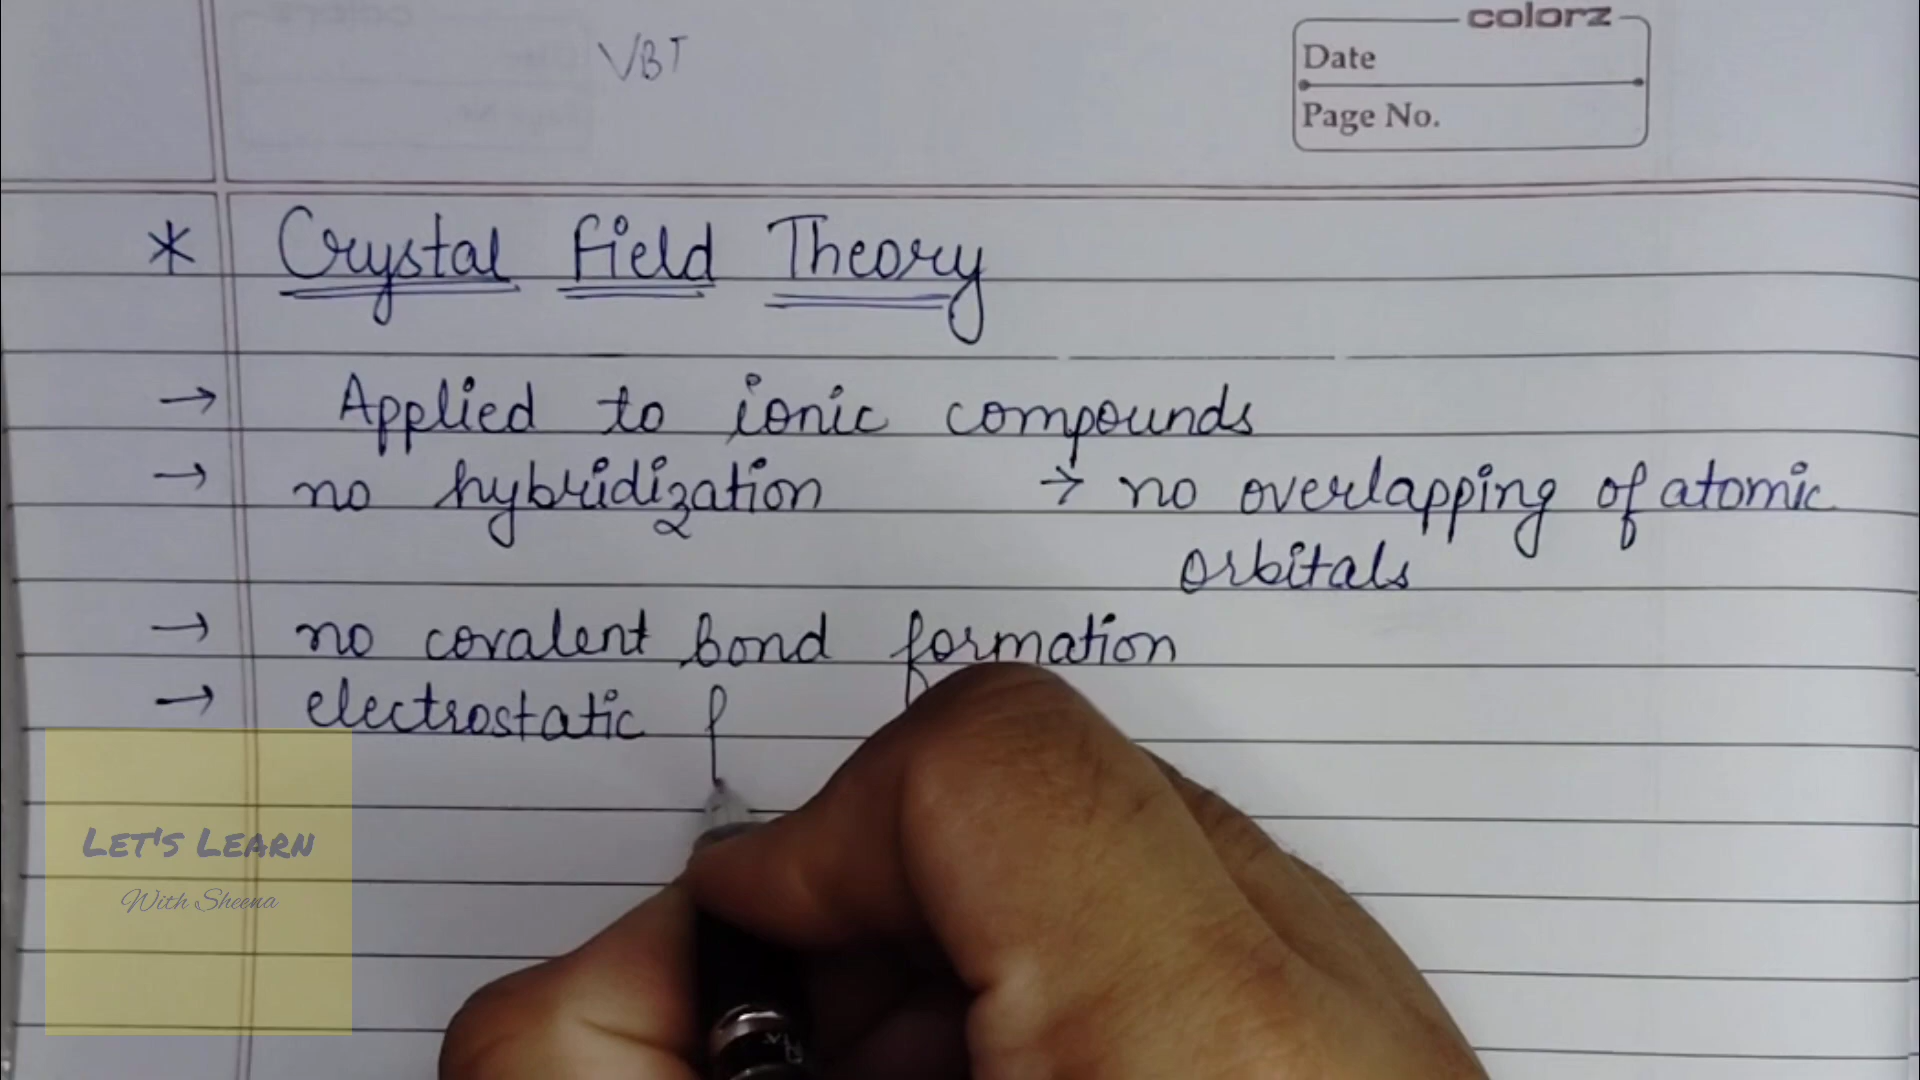 VBT
colorz
Date
Page No.
* Crystal Field Theory
→ Applied to ionic compounds
→ no hybridization → no overlapping of atomic
orbitals
→ no covalent bond formation
→ electrostatic f
LET'S LEARN
With Sheena